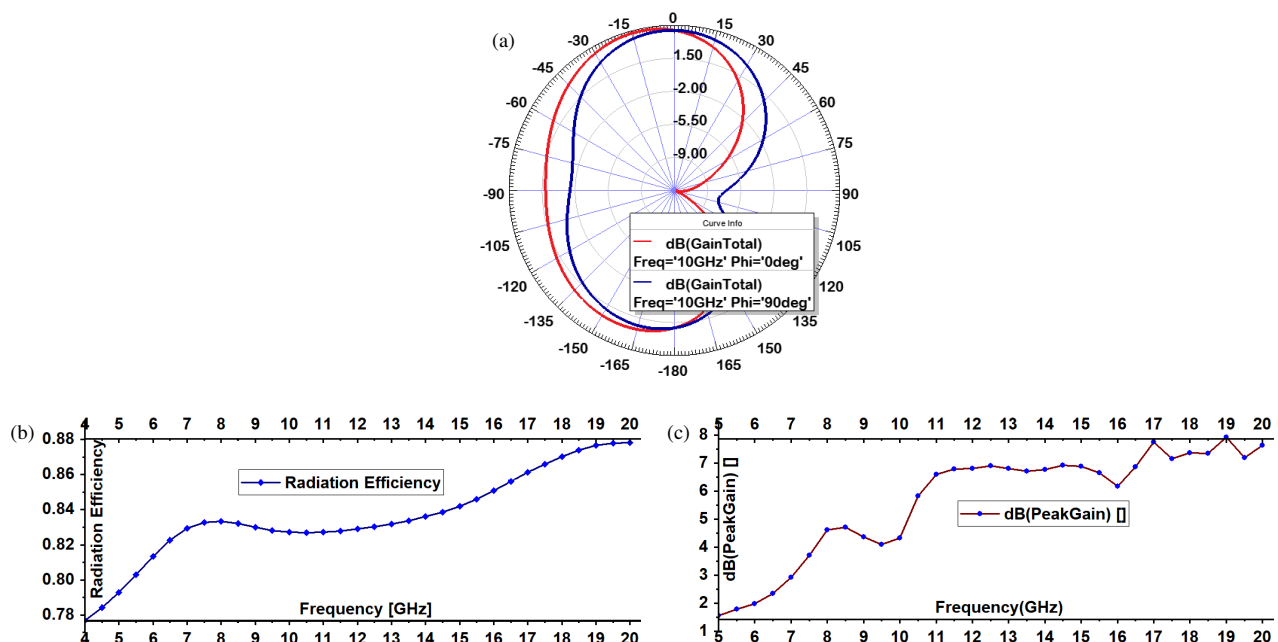 (a)
0
-15
15
-30
30
-45
45
-60
60
-75
75
-90
90
-105
105
-120
120
-135
135
-150
150
-165
165
-180
1.50
-2.00
-5.50
-9.00
Curve Info
dB(GainTotal)
Freq='10GHz' Phi='0deg'
dB(GainTotal)
Freq='10GHz' Phi='90deg'
(b)
4 5 6 7 8 9 10 11 12 13 14 15 16 17 18 19 20
0.88
0.86
0.84
0.82
0.80
0.78
Radiation Efficiency
Radiation Efficiency
Frequency [GHz]
4 5 6 7 8 9 10 11 12 13 14 15 16 17 18 19 20
(c)
5 6 7 8 9 10 11 12 13 14 15 16 17 18 19 20
8
7
6
5
4
3
2
1
dB(PeakGain) []
dB(PeakGain) []
Frequency(GHz)
5 6 7 8 9 10 11 12 13 14 15 16 17 18 19 20